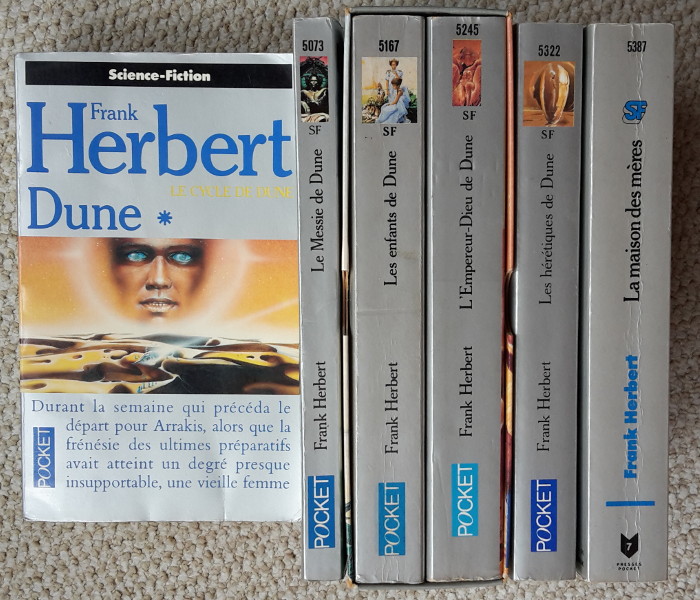 Science-Fiction
Frank
Herbert
LE CYCLE DE DUNE
Dune *
Durant la semaine qui précéda le
départ pour Arrakis, alors que la
frénésie des ultimes préparatifs
avait atteint un degré presque
insupportable, une vieille femme
POCKET
5073
SF
Le Messie de Dune
Frank Herbert
POCKET
5167
SF
Les enfants de Dune
Frank Herbert
POCKET
5245
SF
L'Empereur-Dieu de Dune
Frank Herbert
POCKET
5322
SF
Les hérétiques de Dune
Frank Herbert
POCKET
5387
SF
La maison des mères
Frank Herbert
7
PRESSES
POCKET